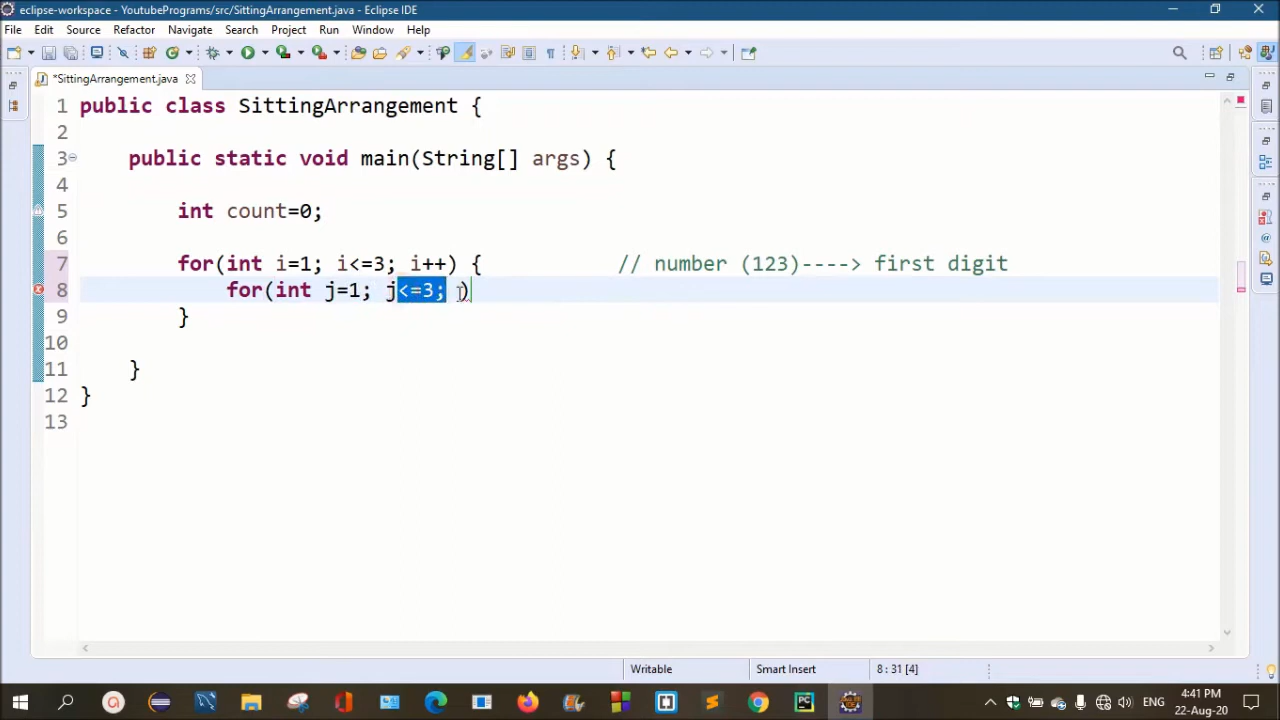 eclipse-workspace - YoutubePrograms/src/SittingArrangement.java - Eclipse IDE
File Edit Source Refactor Navigate Search Project Run Window Help
*SittingArrangement.java
1 public class SittingArrangement {
2
3 public static void main(String[] args) {
4
5 int count=0;
6
7 for(int i=1; i<=3; i++) { // number (123)----> first digit
8 for(int j=1; j<=3; )
9 }
10
11 }
12 }
13
Writable Smart Insert 8 : 31 [4]
ENG 4:41 PM
22-Aug-20